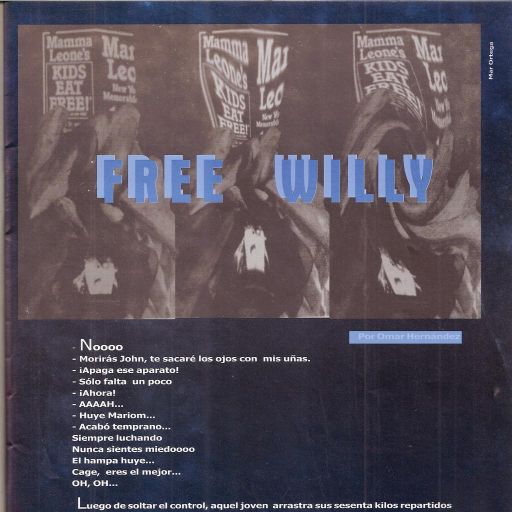 Mamma Leone's
KIDS
EAT
FREE!
Mamma Leone's
KIDS
EAT
FREE!
New
Mamma Leone's
KIDS
EAT
FREE!
Mar Ortega
FREE WILLY
Por Omar Hernández
- Noooo
- Morirás John, te sacaré los ojos con mis uñas.
- ¡Apaga ese aparato!
- Sólo falta un poco
- ¡Ahora!
- AAAAH...
- Huye Mariom...
- Acabó temprano...
Siempre luchando
Nunca sientes miedoooo
El hampa huye...
Cage, eres el mejor...
OH, OH...
Luego de soltar el control, aquel joven arrastra sus sesenta kilos repartidos